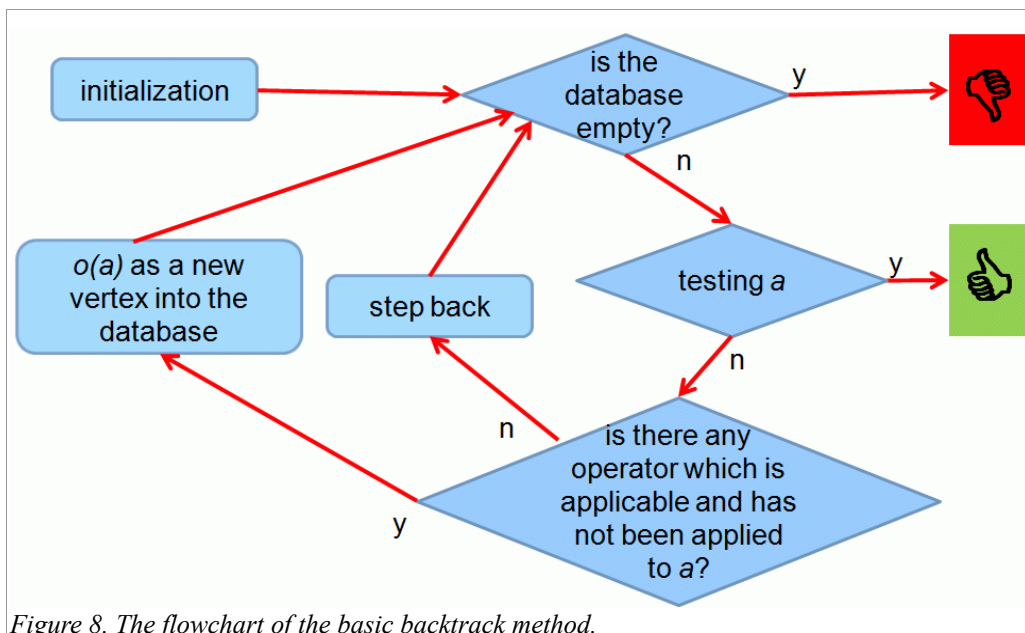 initialization
is the
database
empty?
y
n
o(a) as a new
vertex into the
database
step back
testing a
y
n
n
is there any
operator which is
applicable and has
not been applied
to a?
y
Figure 8. The flowchart of the basic backtrack method.